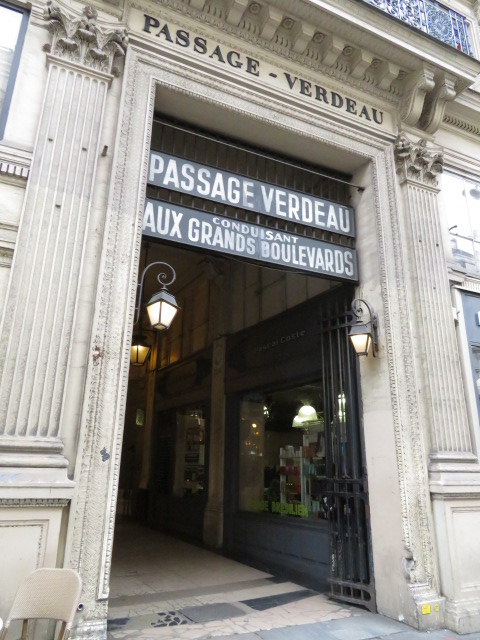 PASSAGE - VERDEAU
PASSAGE VERDEAU
CONDUISANT
AUX GRANDS BOULEVARDS